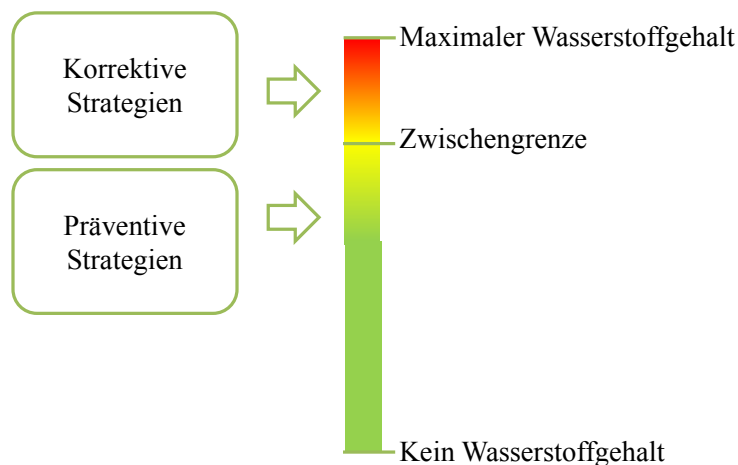 Korrektive
Strategien
Präventive
Strategien
Maximaler Wasserstoffgehalt
Zwischengrenze
Kein Wasserstoffgehalt